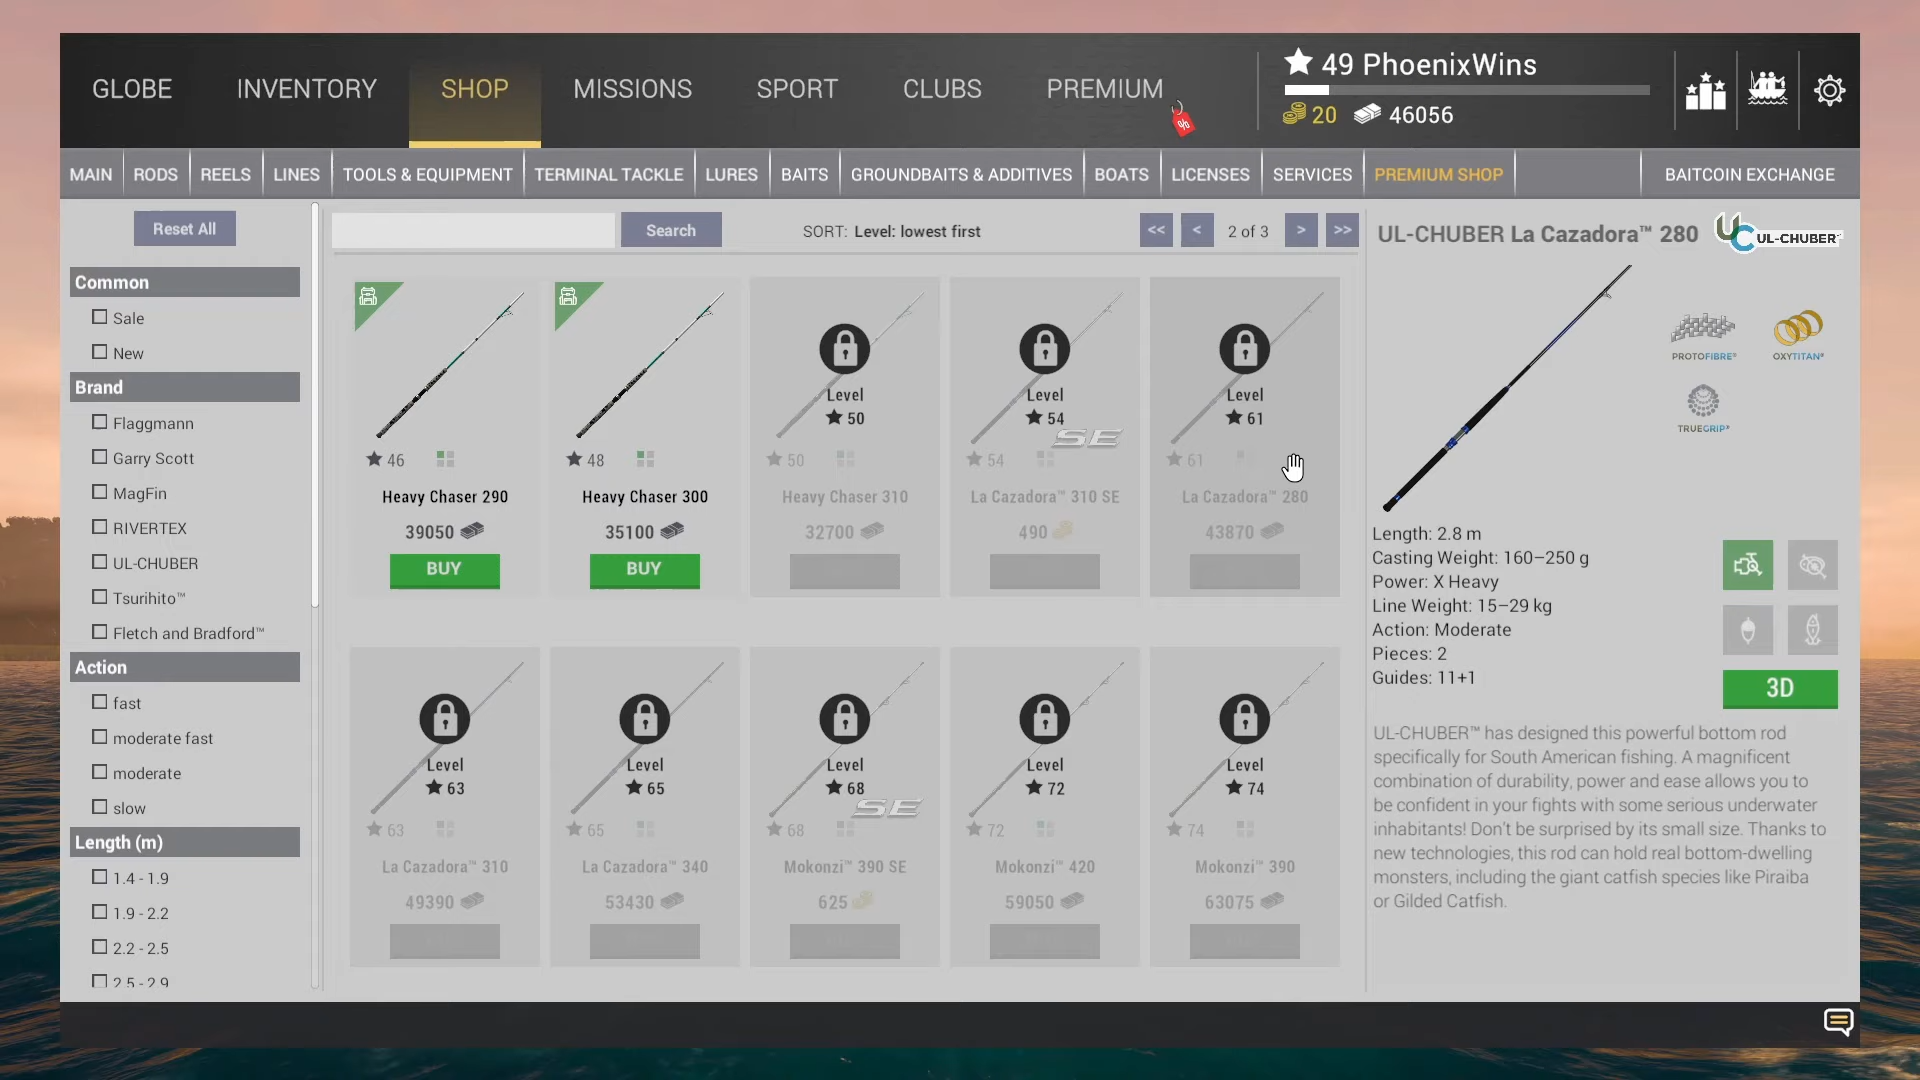 GLOBE INVENTORY SHOP MISSIONS SPORT CLUBS PREMIUM
%
49 PhoenixWins
20 46056
MAIN RODS REELS LINES TOOLS & EQUIPMENT TERMINAL TACKLE LURES BAITS GROUNDBAITS & ADDITIVES BOATS LICENSES SERVICES PREMIUM SHOP BAITCOIN EXCHANGE
Reset All
Common
Sale
New
Brand
Flaggmann
Garry Scott
MagFin
RIVERTEX
UL-CHUBER
Tsurihito™
Fletch and Bradford™
Action
fast
moderate fast
moderate
slow
Length (m)
1.4 - 1.9
1.9 - 2.2
2.2 - 2.5
2.5 - 2.9
Search
SORT: Level: lowest first
<< < 2 of 3 > >>
46
Heavy Chaser 290
39050
BUY
48
Heavy Chaser 300
35100
BUY
Level
50
50
Heavy Chaser 310
32700
Level
54
SE
54
La Cazadora™ 310 SE
490
Level
61
61
La Cazadora™ 280
43870
Level
63
63
La Cazadora™ 310
49390
Level
65
65
La Cazadora™ 340
53430
Level
68
SE
68
Mokonzi™ 390 SE
625
Level
72
72
Mokonzi™ 420
59050
Level
74
74
Mokonzi™ 390
63075
UL-CHUBER La Cazadora™ 280
UC UL-CHUBER™
PROTOFIBRE®
OXYTITAN®
TRUEGRIP®
Length: 2.8 m
Casting Weight: 160–250 g
Power: X Heavy
Line Weight: 15–29 kg
Action: Moderate
Pieces: 2
Guides: 11+1
3D
UL-CHUBER™ has designed this powerful bottom rod
specifically for South American fishing. A magnificent
combination of durability, power and ease allows you to
be confident in your fights with some serious underwater
inhabitants! Don't be surprised by its small size. Thanks to
new technologies, this rod can hold real bottom-dwelling
monsters, including the giant catfish species like Piraiba
or Gilded Catfish.